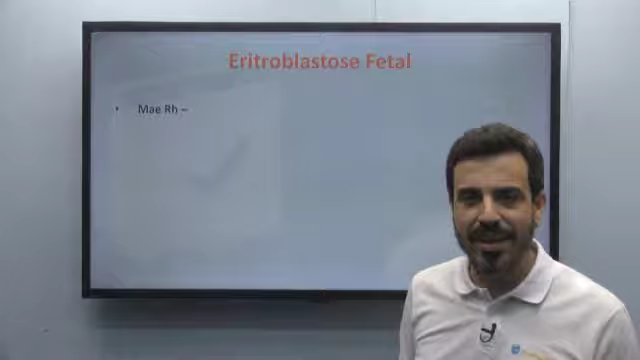 Eritroblastose Fetal
• Mae Rh –